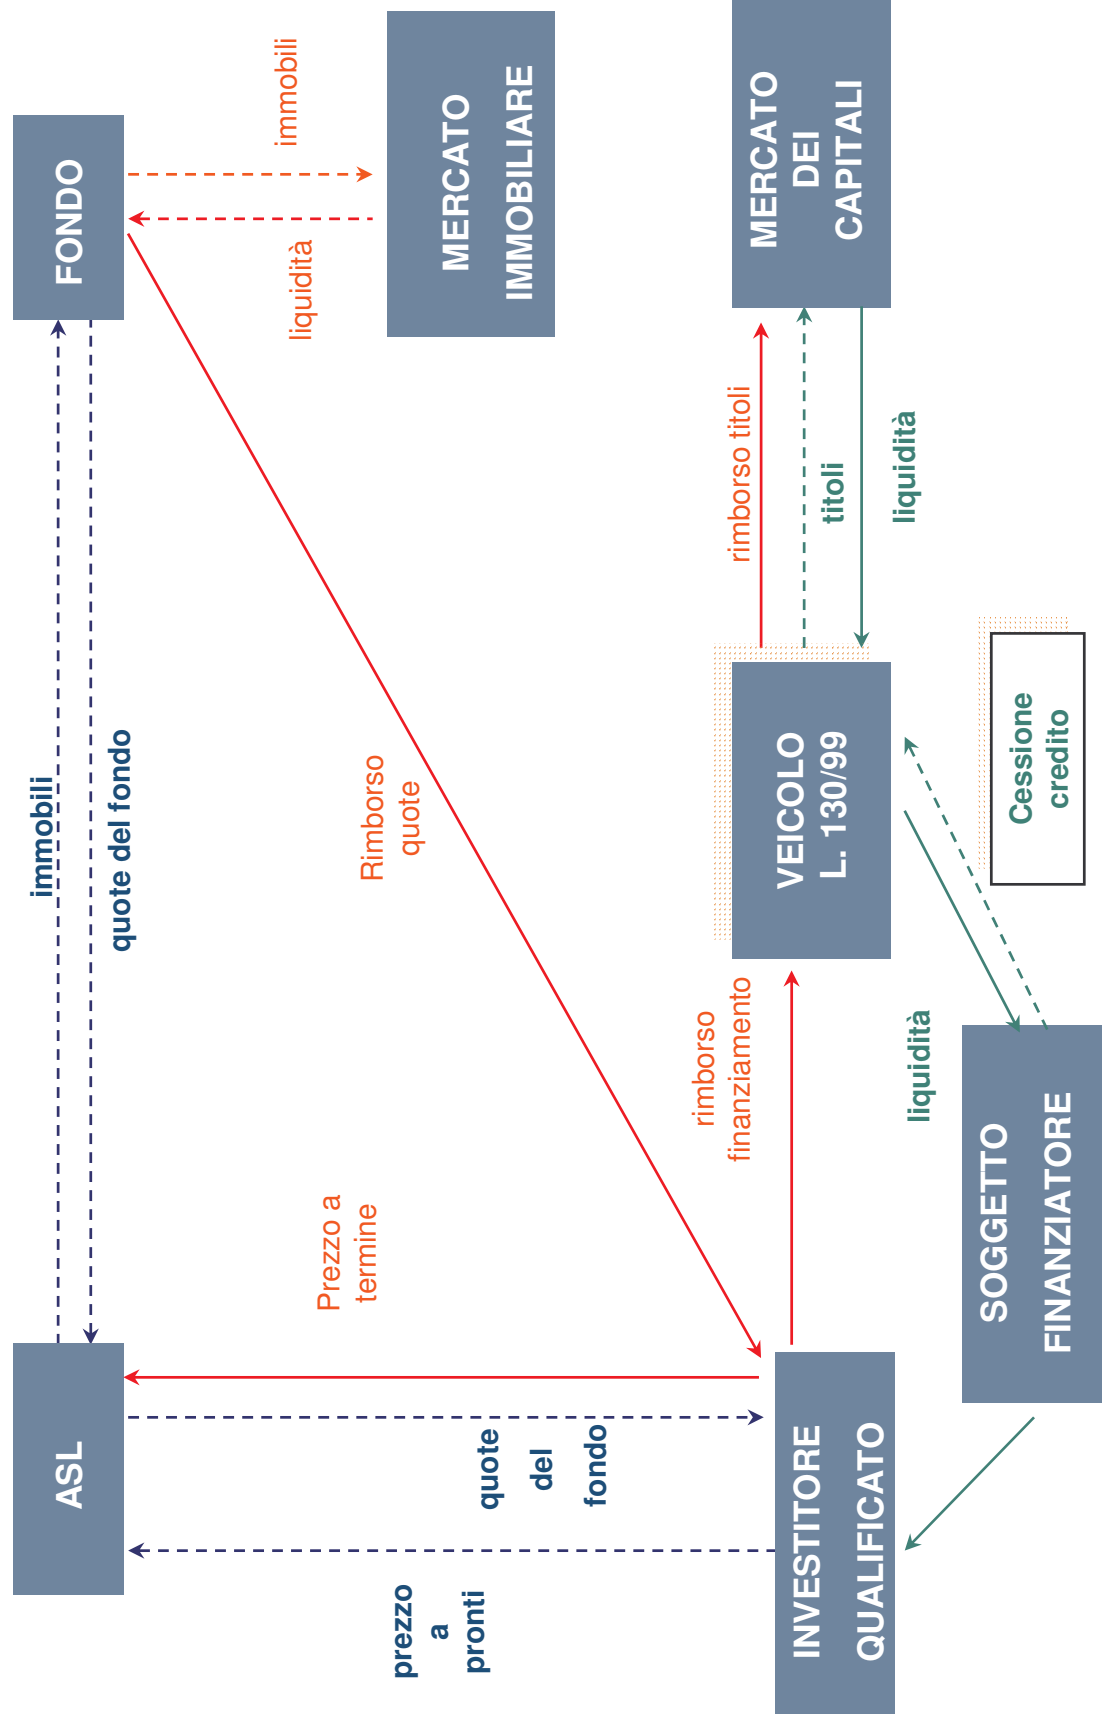 ASL
immobili
quote del fondo
FONDO
prezzo
a
pronti
quote
del
fondo
Prezzo a
termine
Rimborso
quote
liquidità
immobili
MERCATO
IMMOBILIARE
INVESTITORE
QUALIFICATO
rimborso
finanziamento
VEICOLO
L. 130/99
rimborso titoli
titoli
liquidità
MERCATO
DEI
CAPITALI
SOGGETTO
FINANZIATORE
liquidità
Cessione
credito